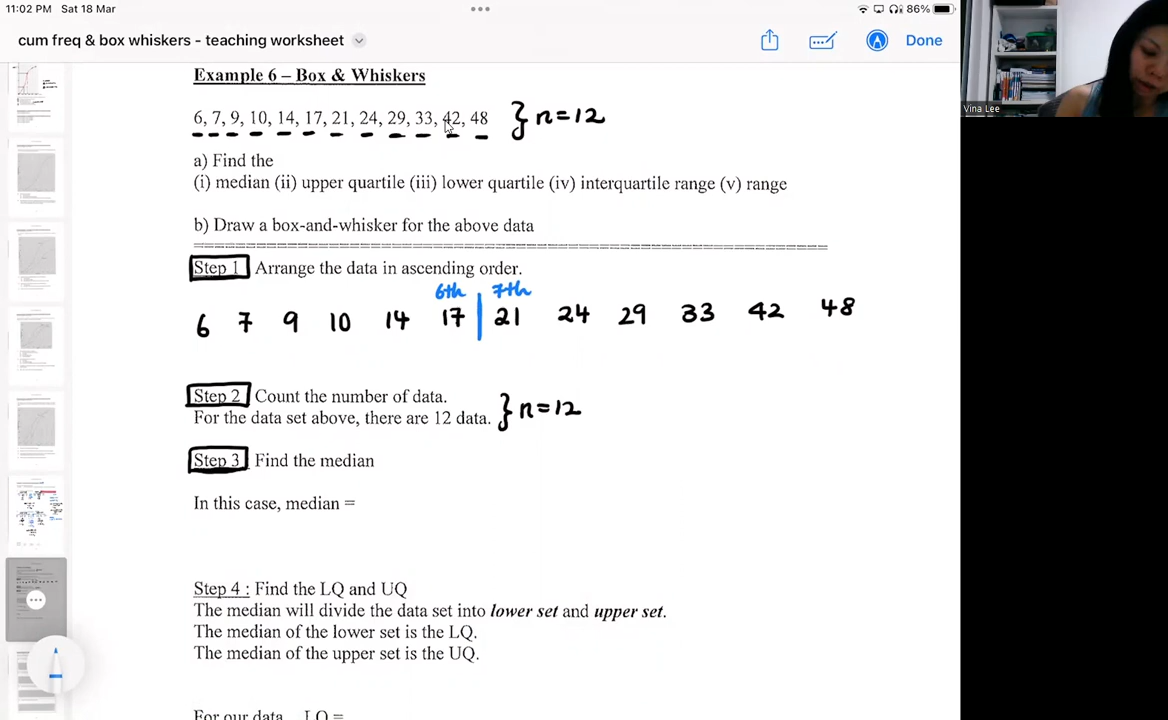 11:02 PM Sat 18 Mar
86%
cum freq & box whiskers - teaching worksheet
Done
Vina Lee
Example 6 – Box & Whiskers
6, 7, 9, 10, 14, 17, 21, 24, 29, 33, 42, 48 } n=12
a) Find the
(i) median (ii) upper quartile (iii) lower quartile (iv) interquartile range (v) range
b) Draw a box-and-whisker for the above data
Step 1 Arrange the data in ascending order.
6th 7th
6 7 9 10 14 17 | 21 24 29 33 42 48
Step 2 Count the number of data.
For the data set above, there are 12 data. } n=12
Step 3 Find the median
In this case, median =
Step 4 : Find the LQ and UQ
The median will divide the data set into lower set and upper set.
The median of the lower set is the LQ.
The median of the upper set is the UQ.
For our data, LQ =